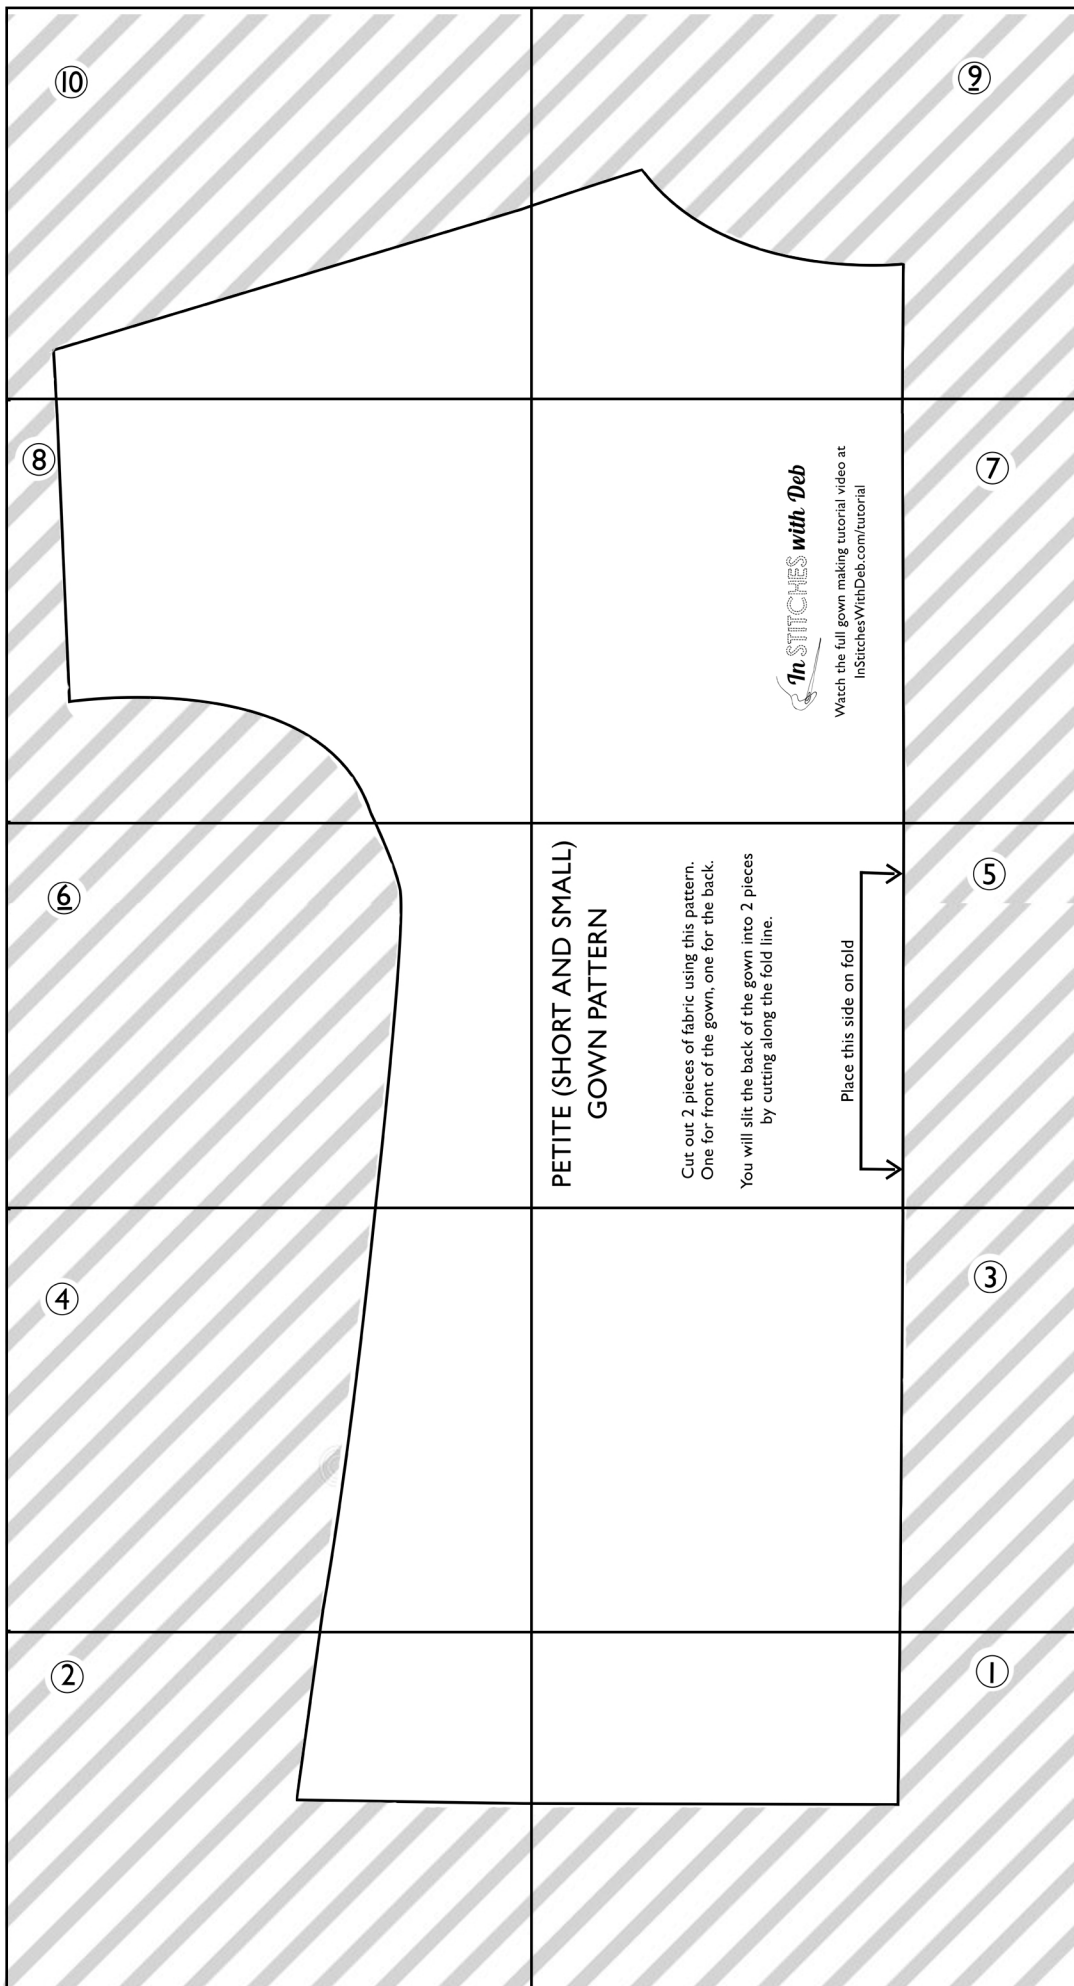 10
9
8
7
In STITCHES with Deb
Watch the full gown making tutorial video at
InStitchesWithDeb.com/tutorial
6
5
PETITE (SHORT AND SMALL)
GOWN PATTERN
Cut out 2 pieces of fabric using this pattern.
One for front of the gown, one for the back.
You will slit the back of the gown into 2 pieces
by cutting along the fold line.
Place this side on fold
4
3
2
1